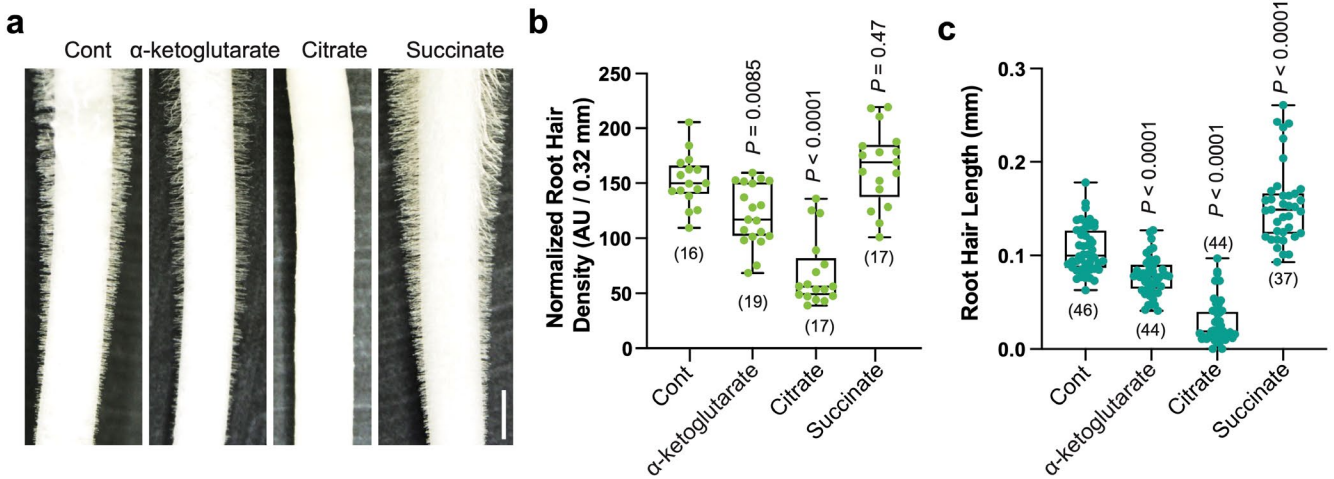 a
Cont
α-ketoglutarate
Citrate
Succinate
b
Normalized Root Hair
Density (AU / 0.32 mm)
250
200
150
100
50
0
P = 0.0085
P < 0.0001
P = 0.47
(16)
(19)
(17)
(17)
Cont
α-ketoglutarate
Citrate
Succinate
c
Root Hair Length (mm)
0.3
0.2
0.1
0.0
P < 0.0001
P < 0.0001
P < 0.0001
(46)
(44)
(44)
(37)
Cont
α-ketoglutarate
Citrate
Succinate